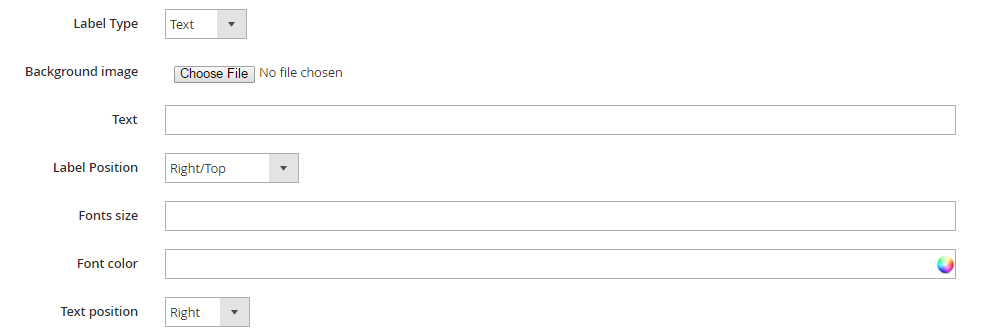 Label Type Text
Background image Choose File No file chosen
Text
Label Position Right/Top
Fonts size
Font color
Text position Right